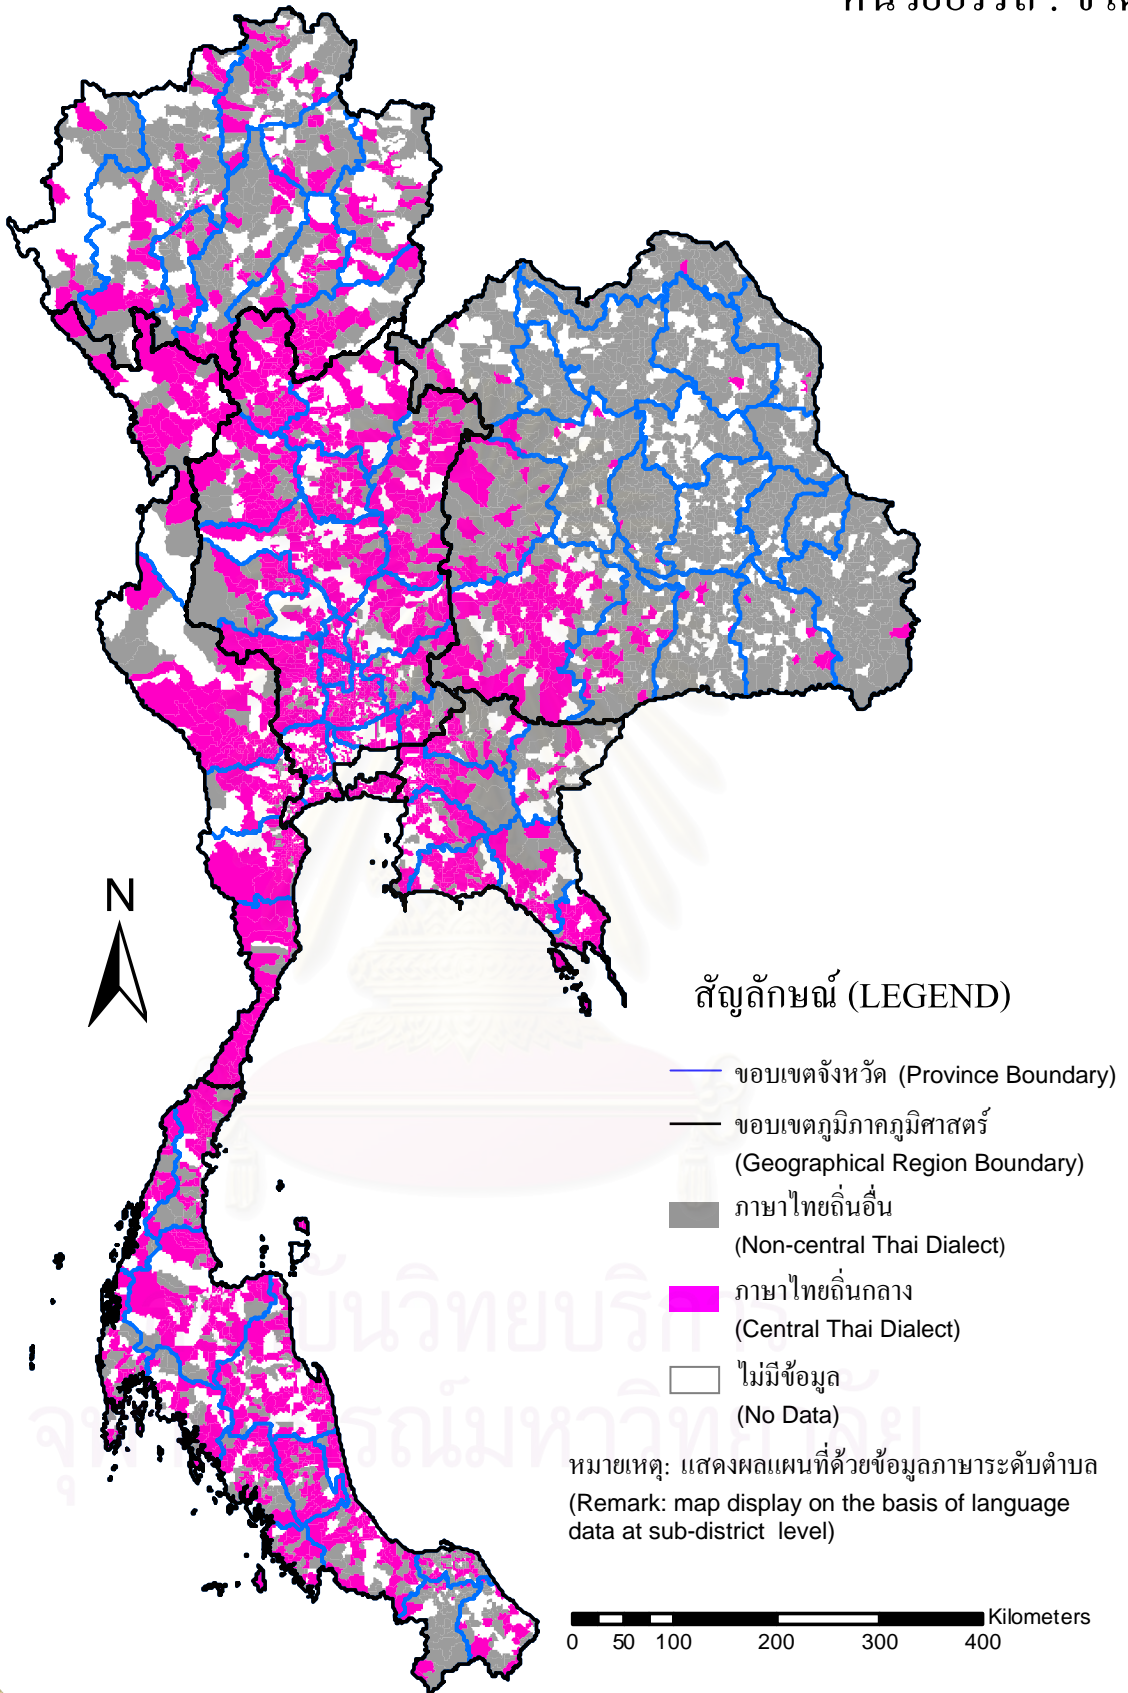 N
สัญลักษณ์ (LEGEND)
ขอบเขตจังหวัด (Province Boundary)
ขอบเขตภูมิภาคภูมิศาสตร์
(Geographical Region Boundary)
ภาษาไทยถิ่นอื่น
(Non-central Thai Dialect)
ภาษาไทยถิ่นกลาง
(Central Thai Dialect)
ไม่มีข้อมูล
(No Data)
หมายเหตุ: แสดงผลแผนที่ด้วยข้อมูลภาษาระดับตำบล
(Remark: map display on the basis of language
data at sub-district level)
Kilometers
0 50 100 200 300 400